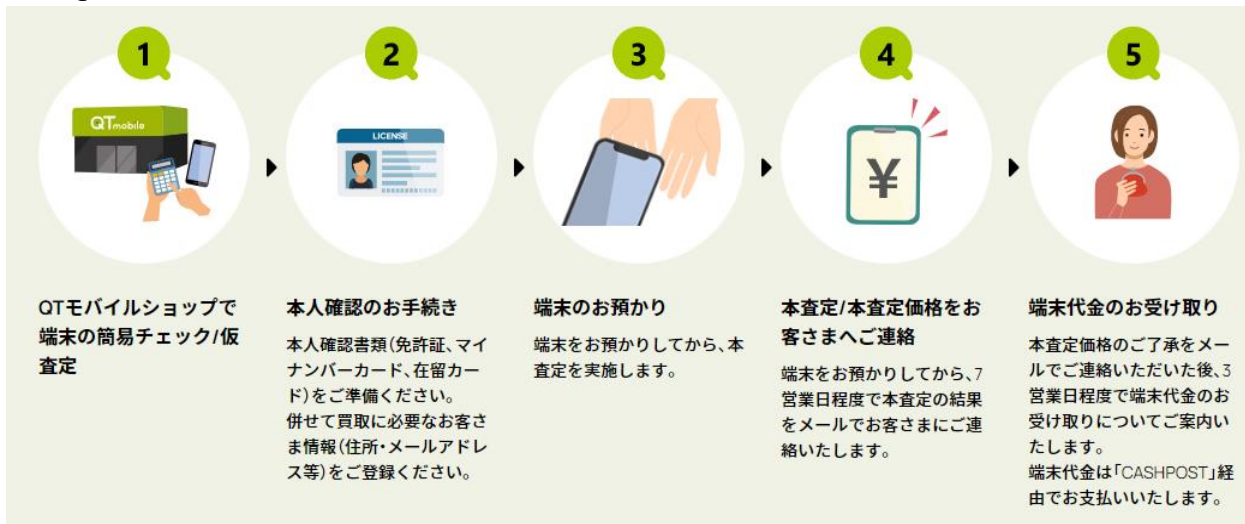 1
2
3
4
5
QTmobile
LICENSE
¥
QTモバイルショップで
端末の簡易チェック/仮
査定
本人確認のお手続き
本人確認書類(免許証、マイ
ナンバーカード、在留カー
ド)をご準備ください。
併せて買取に必要なお客さ
ま情報(住所・メールアドレ
ス等)をご登録ください。
端末のお預かり
端末をお預かりしてから、本
査定を実施します。
本査定/本査定価格をお
客さまへご連絡
端末をお預かりしてから、7
営業日程度で本査定の結果
をメールでお客さまにご連
絡いたします。
端末代金のお受け取り
本査定価格のご了承をメー
ルでご連絡いただいた後、3
営業日程度で端末代金のお
受け取りについてご案内い
たします。
端末代金は「CASHPOST」経
由でお支払いいたします。